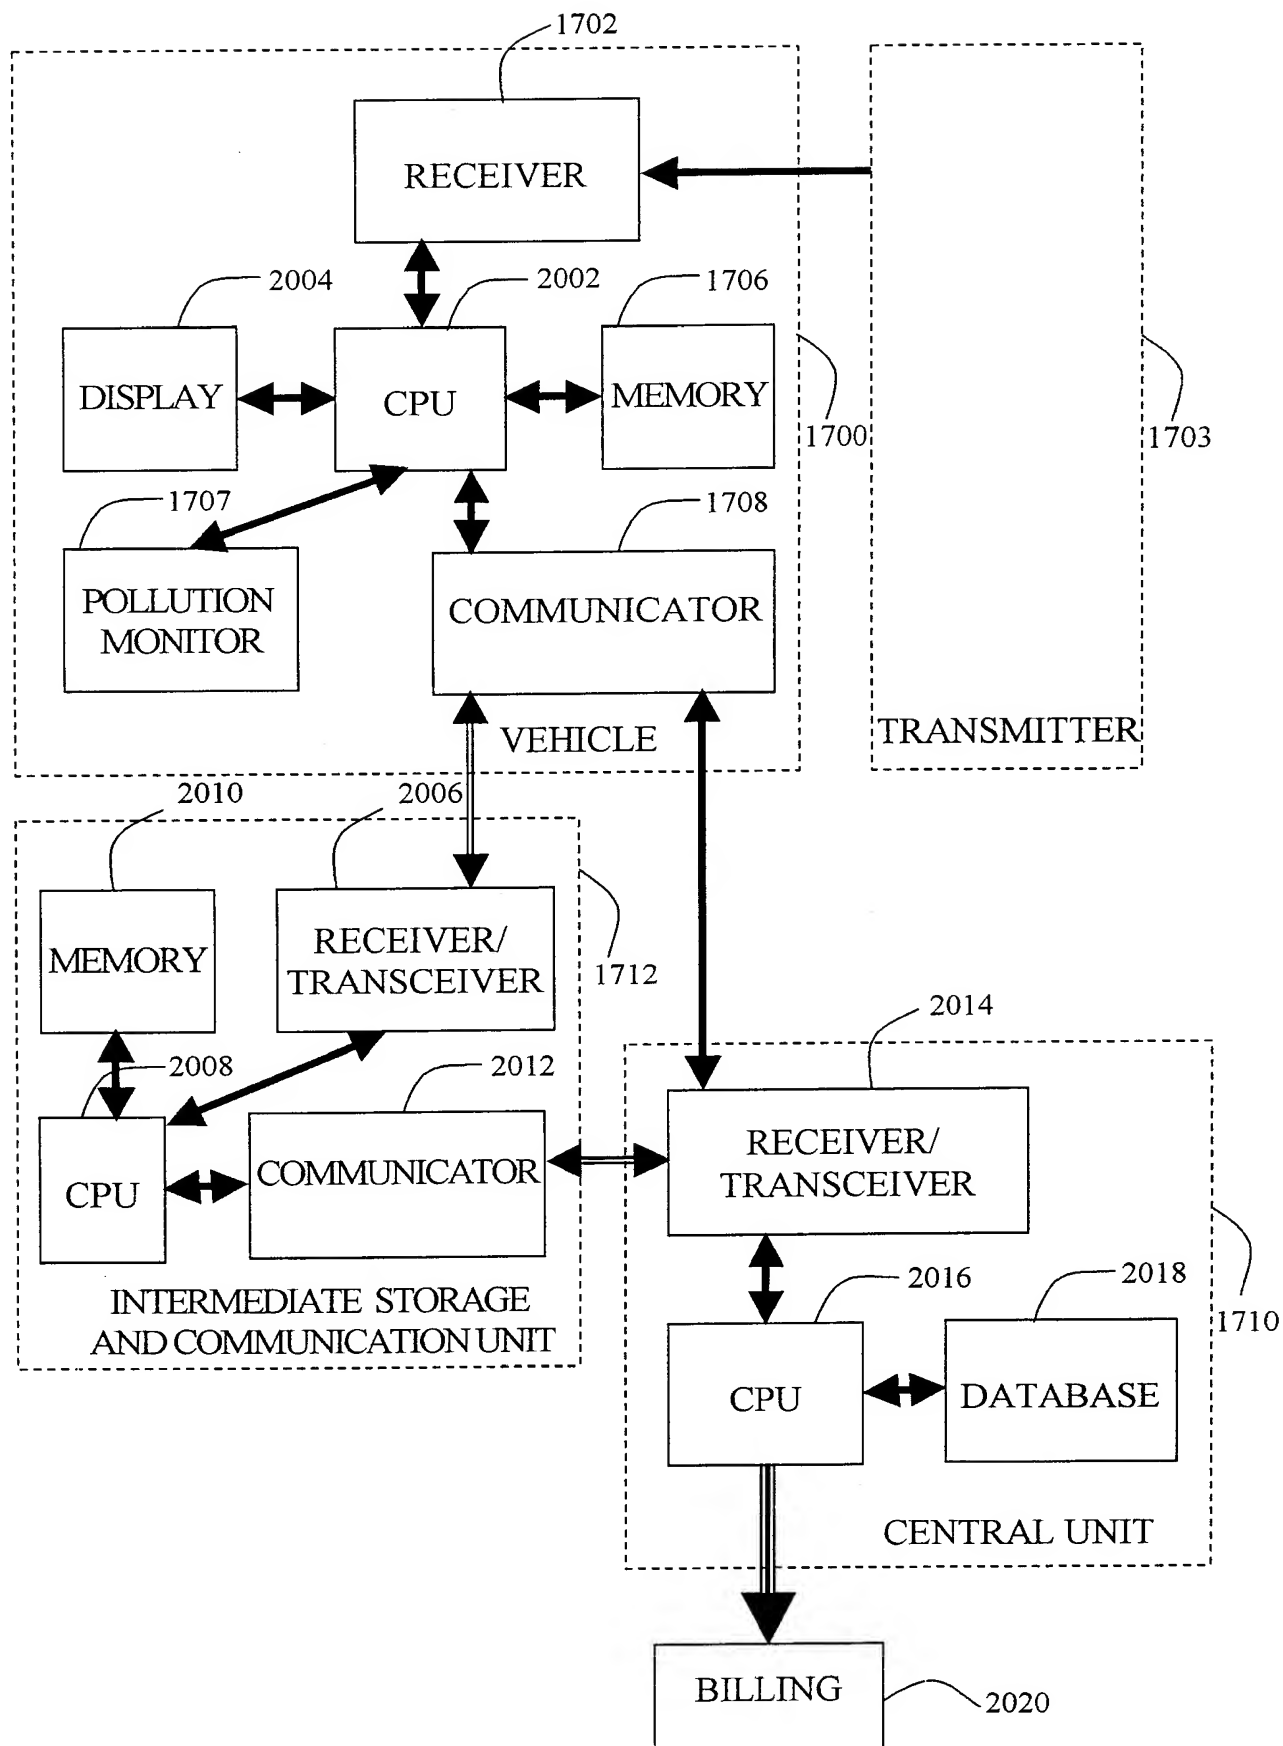 1702
RECEIVER
2004
2002
1706
DISPLAY
CPU
MEMORY
1700
1703
1707
1708
POLLUTION
MONITOR
COMMUNICATOR
VEHICLE
TRANSMITTER
2010
2006
MEMORY
RECEIVER/
TRANSCEIVER
1712
2008
2012
2014
CPU
COMMUNICATOR
RECEIVER/
TRANSCEIVER
INTERMEDIATE STORAGE
AND COMMUNICATION UNIT
2016
2018
1710
CPU
DATABASE
CENTRAL UNIT
BILLING
2020